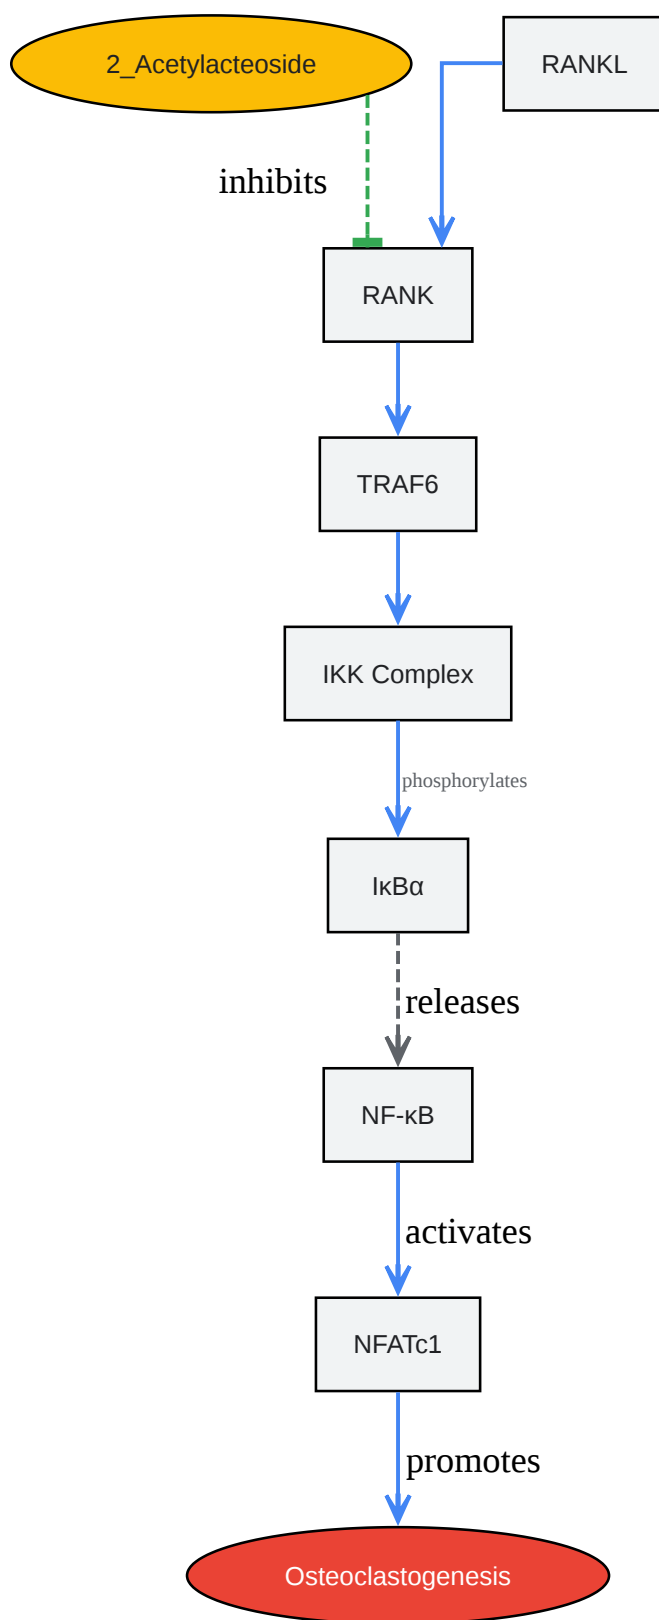 2_Acetylacteoside
RANKL
inhibits
RANK
TRAF6
IKK Complex
phosphorylates
IκBα
releases
NF-κB
activates
NFATc1
promotes
Osteoclastogenesis